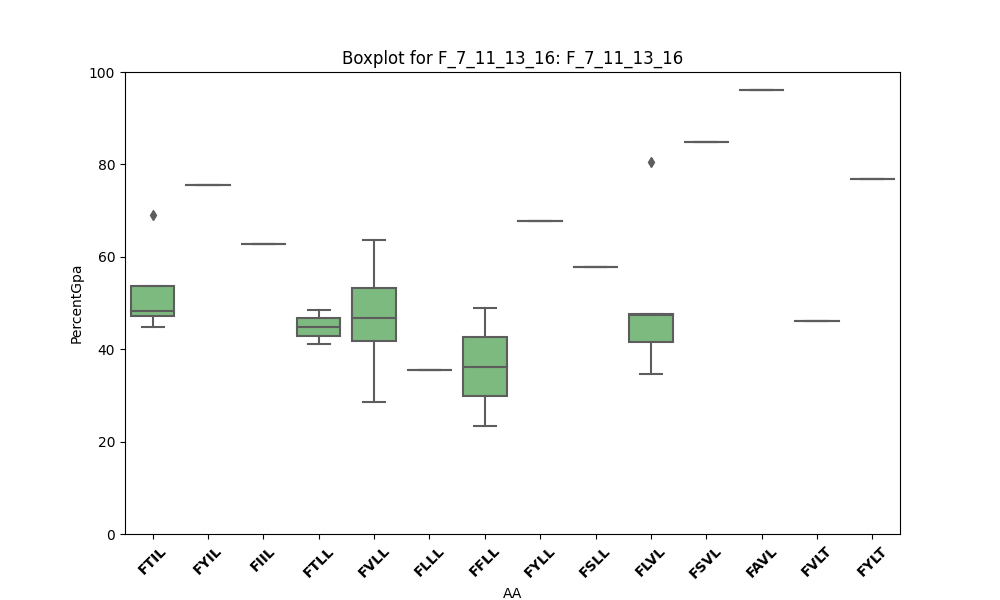 Boxplot for F_7_11_13_16: F_7_11_13_16
100
80
60
40
20
0
PercentGpa
FTIL FYIL FIIL FTLL FVLL FLLL FFLL FYLL FSLL FLVL FSVL FAVL FVLT FYLT
AA